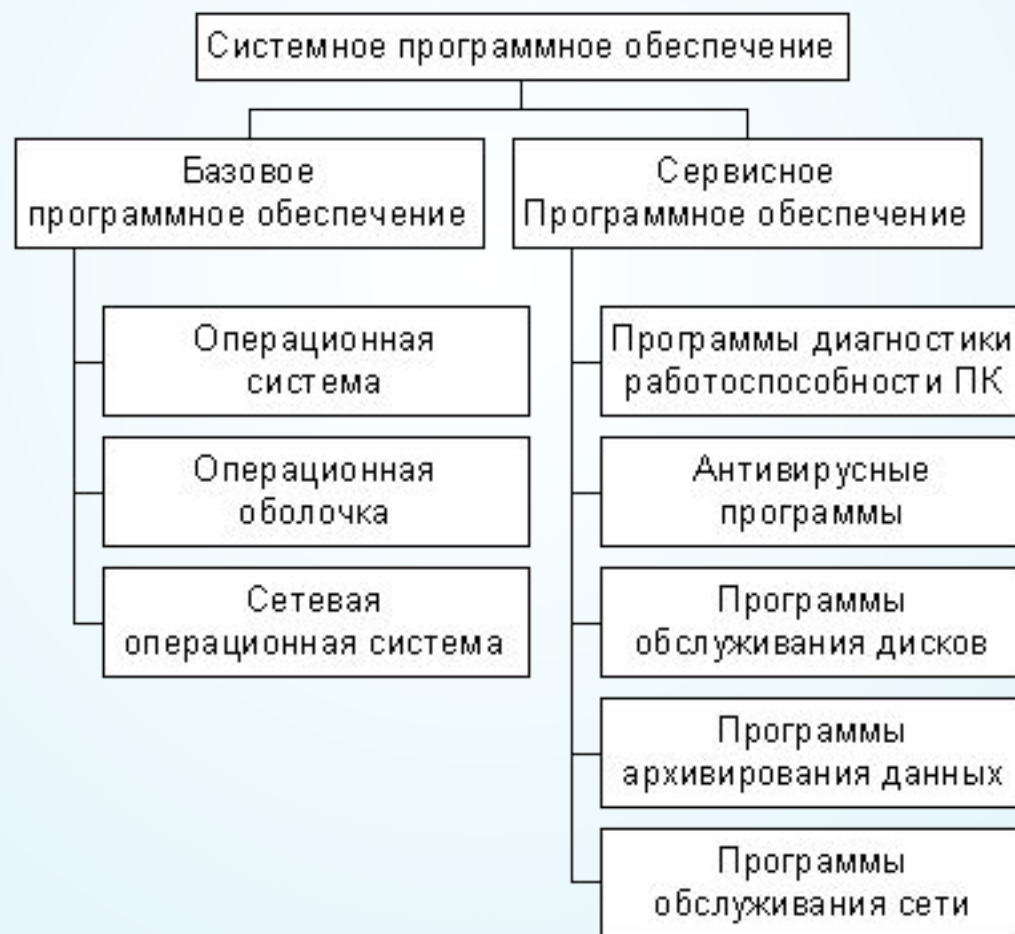 Системное программное обеспечение
Базовое
программное обеспечение
Сервисное
Программное обеспечение
Операционная
система
Операционная
оболочка
Сетевая
операционная система
Программы диагностики
работоспособности ПК
Антивирусные
программы
Программы
обслуживания дисков
Программы
архивирования данных
Программы
обслуживания сети